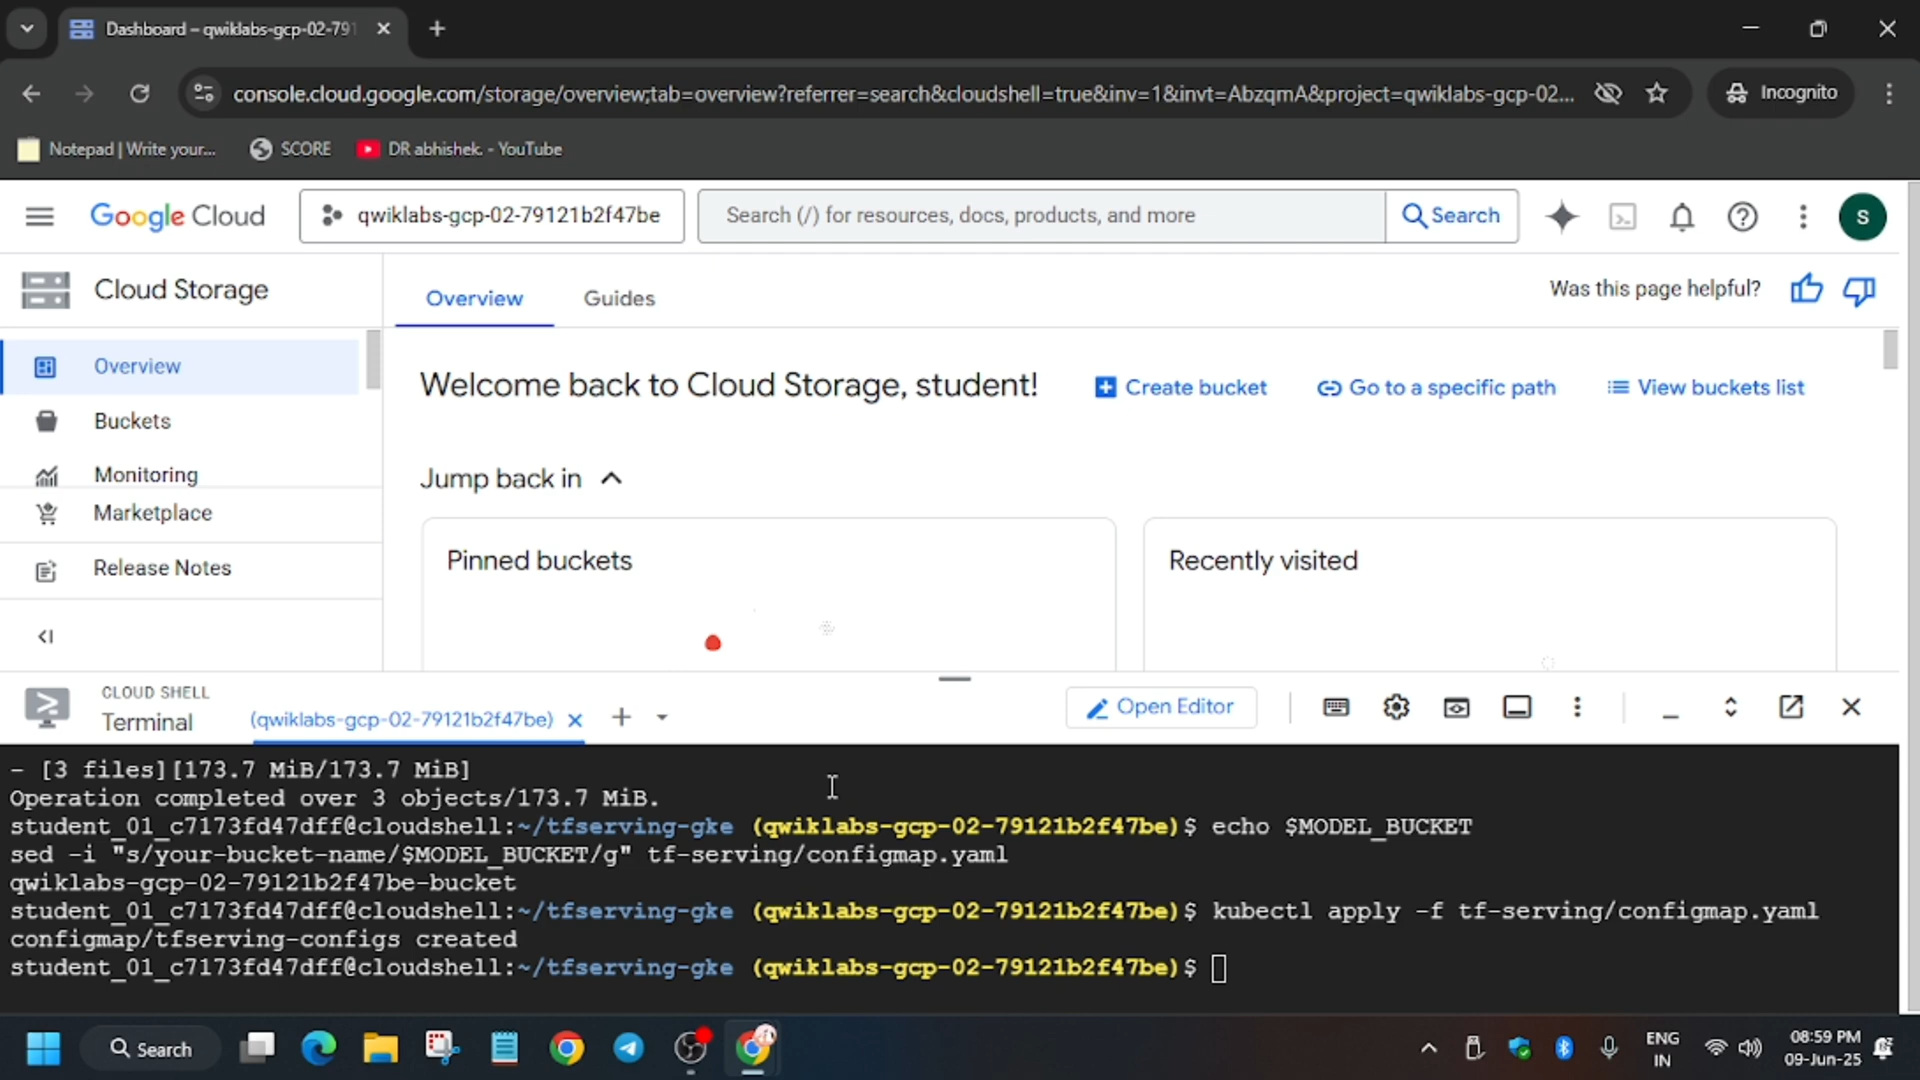 Dashboard – qwiklabs-gcp-02-791
console.cloud.google.com/storage/overview;tab=overview?referrer=search&cloudshell=true&inv=1&invt=AbzqmA&project=qwiklabs-gcp-02...
Incognito
Notepad | Write your...
SCORE
DR abhishek. - YouTube
Google Cloud
qwiklabs-gcp-02-79121b2f47be
Search (/) for resources, docs, products, and more
Search
S
Cloud Storage
Overview
Guides
Was this page helpful?
Overview
Buckets
Monitoring
Marketplace
Release Notes
Welcome back to Cloud Storage, student!
Create bucket
Go to a specific path
View buckets list
Jump back in
Pinned buckets
Recently visited
CLOUD SHELL
Terminal
(qwiklabs-gcp-02-79121b2f47be)
Open Editor
- [3 files][173.7 MiB/173.7 MiB]
Operation completed over 3 objects/173.7 MiB.
student_01_c7173fd47dff@cloudshell:~/tfserving-gke (qwiklabs-gcp-02-79121b2f47be)$ echo $MODEL_BUCKET
sed -i "s/your-bucket-name/$MODEL_BUCKET/g" tf-serving/configmap.yaml
qwiklabs-gcp-02-79121b2f47be-bucket
student_01_c7173fd47dff@cloudshell:~/tfserving-gke (qwiklabs-gcp-02-79121b2f47be)$ kubectl apply -f tf-serving/configmap.yaml
configmap/tfserving-configs created
student_01_c7173fd47dff@cloudshell:~/tfserving-gke (qwiklabs-gcp-02-79121b2f47be)$
Search
ENG
IN
08:59 PM
09-Jun-25